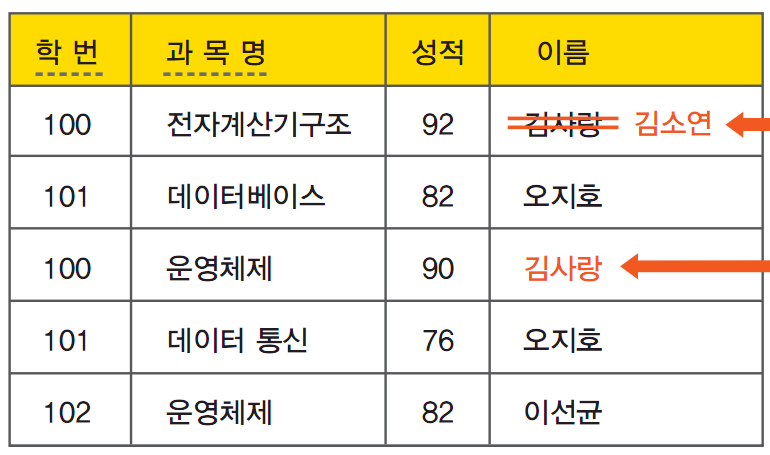 학 번 과 목 명 성적 이름
100 전자계산기구조 92 김사랑 김소연
101 데이터베이스 82 오지호
100 운영체제 90 김사랑
101 데이터 통신 76 오지호
102 운영체제 82 이선균